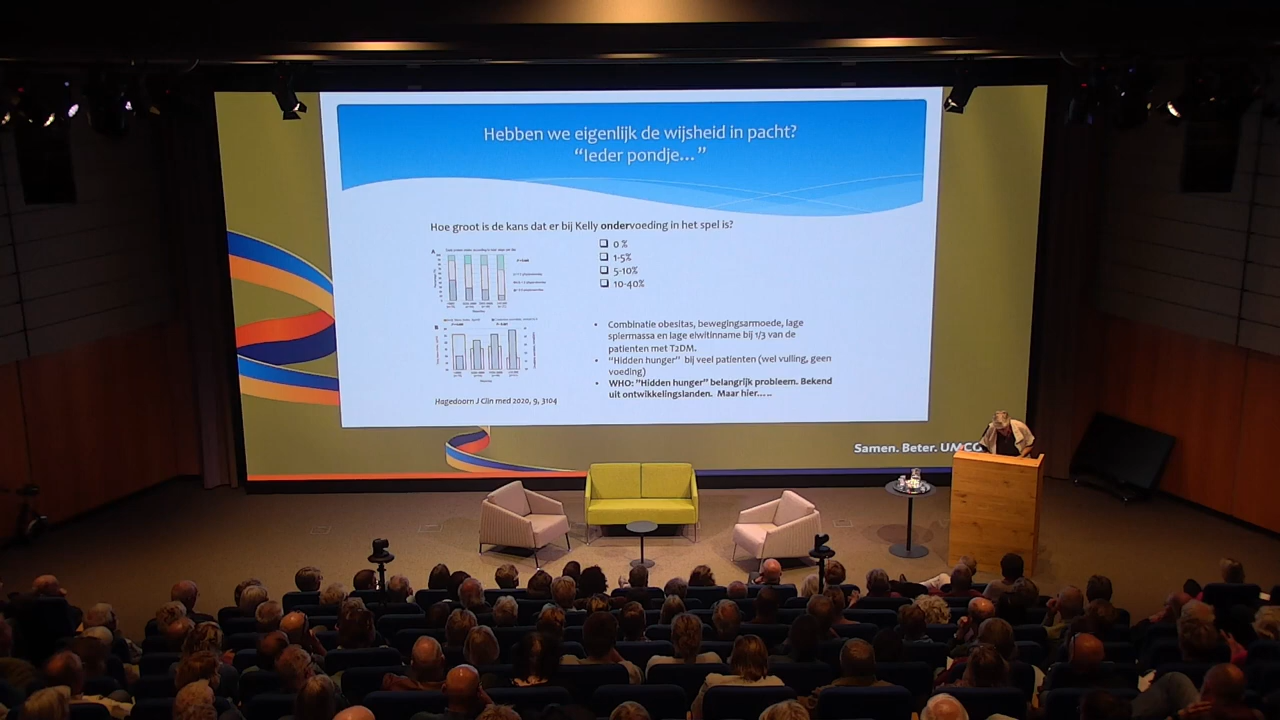 Hebben we eigenlijk de wijsheid in pacht?
“Ieder pondje…”
Hoe groot is de kans dat er bij Kelly ondervoeding in het spel is?
0 %
1-5%
5-10%
10-40%
A
B
• Combinatie obesitas, bewegingsarmoede, lage
spiermassa en lage eiwitinname bij 1/3 van de
patienten met T2DM.
• “Hidden hunger” bij veel patienten (wel vulling, geen
voeding)
• WHO: ”Hidden hunger” belangrijk probleem. Bekend
uit ontwikkelingslanden. Maar hier.....
Hagedoorn J Clin med 2020, 9, 3104
Samen. Beter. UMCG